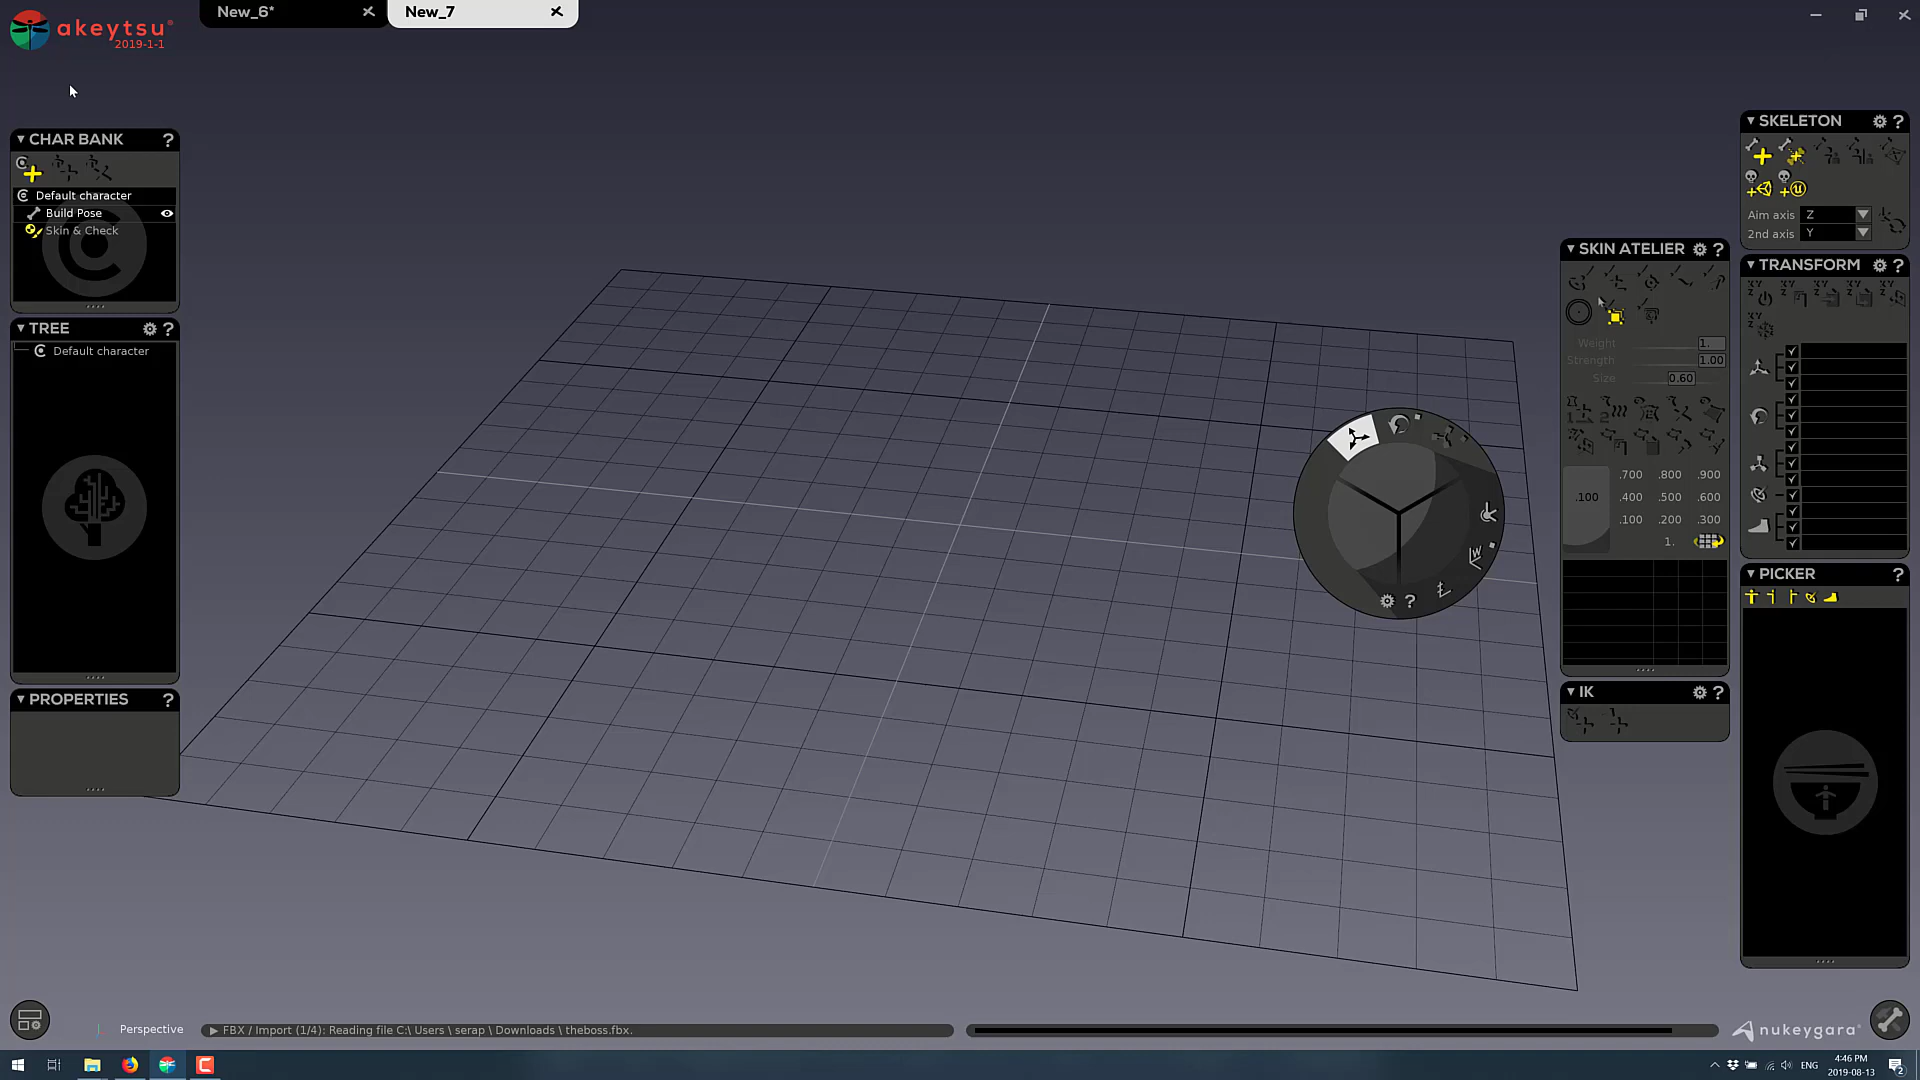 New_6*
New_7
akeytsu
2019-1-1
CHAR BANK ?
Default character
Build Pose
Skin & Check
TREE ?
Default character
PROPERTIES ?
SKELETON ?
Aim axis Z
2nd axis Y
SKIN ATELIER ?
Weight 1.
Strength 1.00
Size 0.60
.100 .700 .800 .900
.400 .500 .600
.100 .200 .300
1.
IK ?
TRANSFORM ?
PICKER ?
W
?
Perspective
FBX / Import (1/4): Reading file C:\ Users \ serap \ Downloads \ theboss.fbx.
nukeygara
ENG
4:46 PM
2019-08-13
2